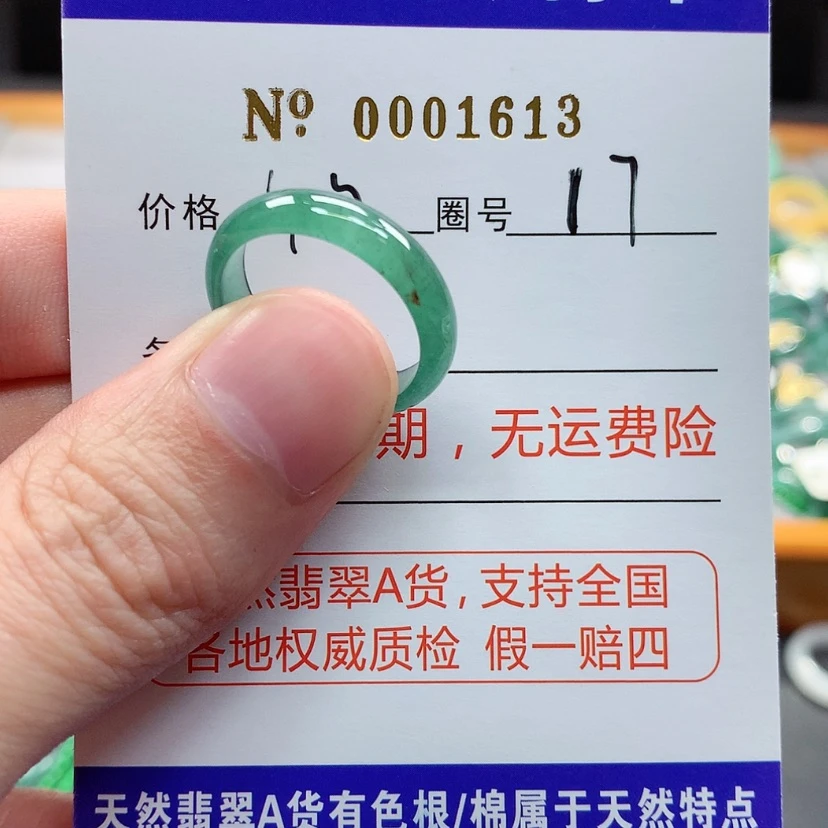 Nº 0001613
价格 圈号 17
期，无运费险
然翡翠A货，支持全国
各地权威质检 假一赔四
天然翡翠A货有色根/棉属于天然特点